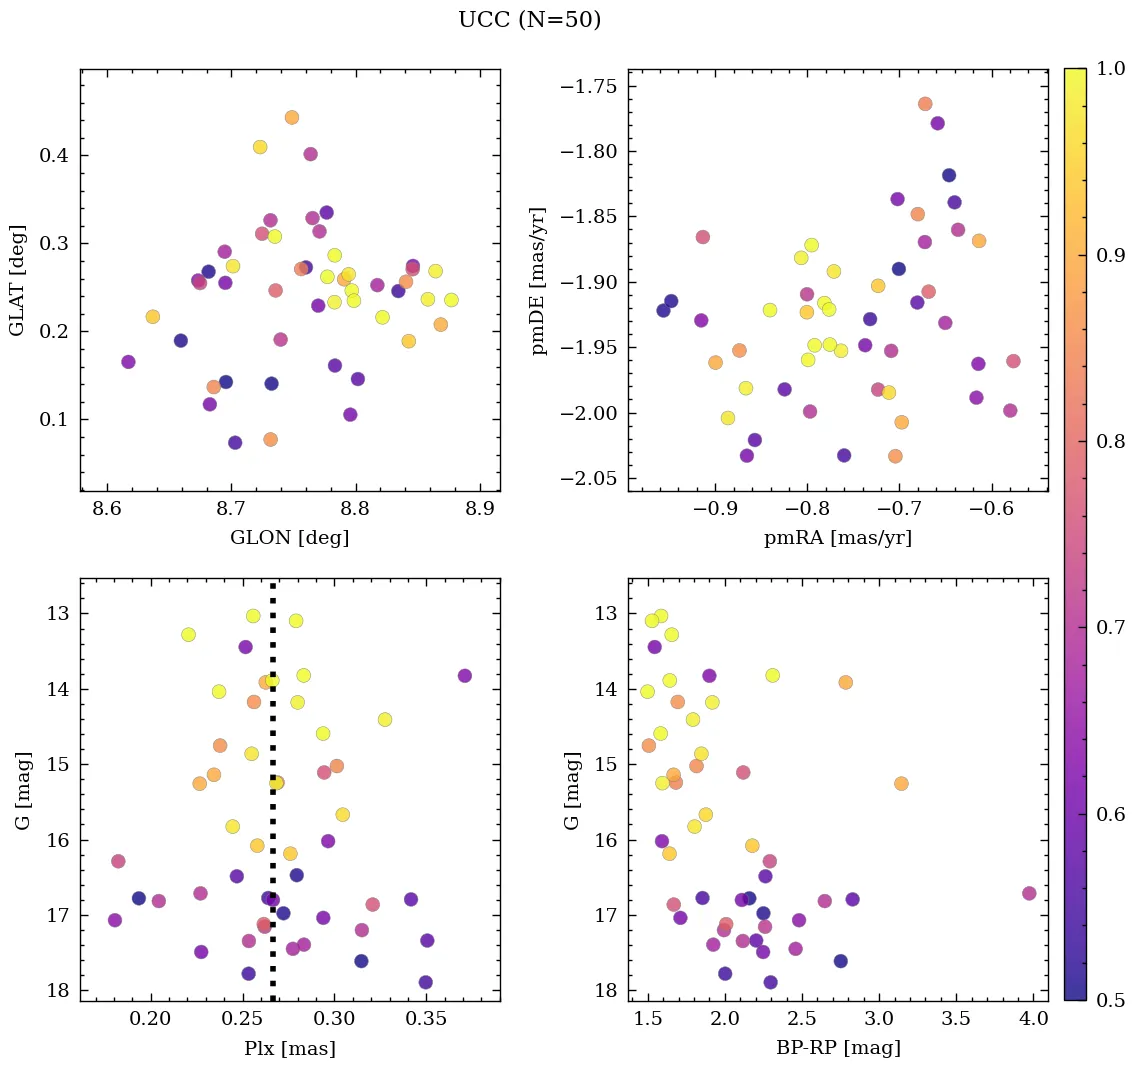 UCC (N=50)
0.4
0.3
0.2
0.1
GLAT [deg]
8.6 8.7 8.8 8.9
GLON [deg]
−1.75
−1.80
−1.85
−1.90
−1.95
−2.00
−2.05
pmDE [mas/yr]
−0.9 −0.8 −0.7 −0.6
pmRA [mas/yr]
13
14
15
16
17
18
G [mag]
0.20 0.25 0.30 0.35
Plx [mas]
13
14
15
16
17
18
G [mag]
1.5 2.0 2.5 3.0 3.5 4.0
BP-RP [mag]
1.0
0.9
0.8
0.7
0.6
0.5